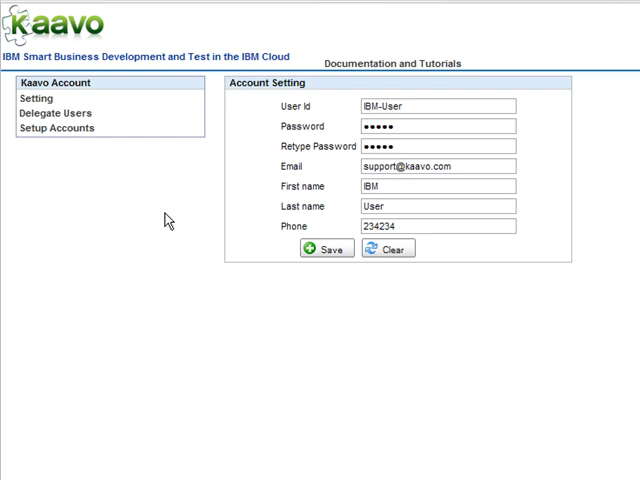 Kaavo
IBM Smart Business Development and Test in the IBM Cloud
Documentation and Tutorials
Kaavo Account
Setting
Delegate Users
Setup Accounts
Account Setting
User Id IBM-User
Password •••••
Retype Password •••••
Email support@kaavo.com
First name IBM
Last name User
Phone 234234
Save Clear